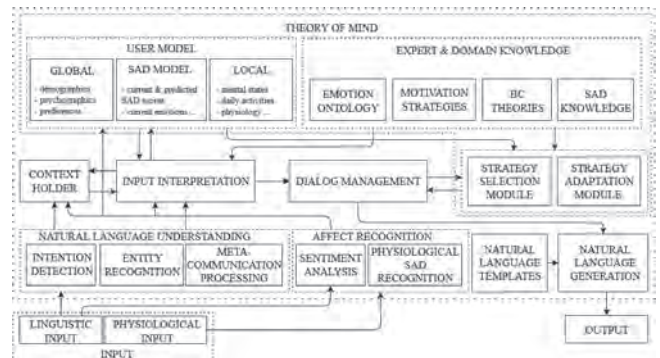 THEORY OF MIND
USER MODEL
GLOBAL
- demographics
- psychographics
- preferences
SAD MODEL
- current & predicted
SAD scores
- current emotions ...
LOCAL
- mental states
- daily activities
- physiology ...
EXPERT & DOMAIN KNOWLEDGE
EMOTION
ONTOLOGY
MOTIVATION
STRATEGIES
BC
THEORIES
SAD
KNOWLEDGE
CONTEXT
HOLDER
INPUT INTERPRETATION
DIALOG MANAGEMENT
STRATEGY
SELECTION
MODULE
STRATEGY
ADAPTATION
MODULE
NATURAL LANGUAGE UNDERSTANDING
INTENTION
DETECTION
ENTITY
RECOGNITION
META-
COMMUNICATION
PROCESSING
AFFECT RECOGNITION
SENTIMENT
ANALYSIS
PHYSIOLOGICAL
SAD
RECOGNITION
NATURAL
LANGUAGE
TEMPLATES
NATURAL
LANGUAGE
GENERATION
LINGUISTIC
INPUT
PHYSIOLOGICAL
INPUT
INPUT
OUTPUT